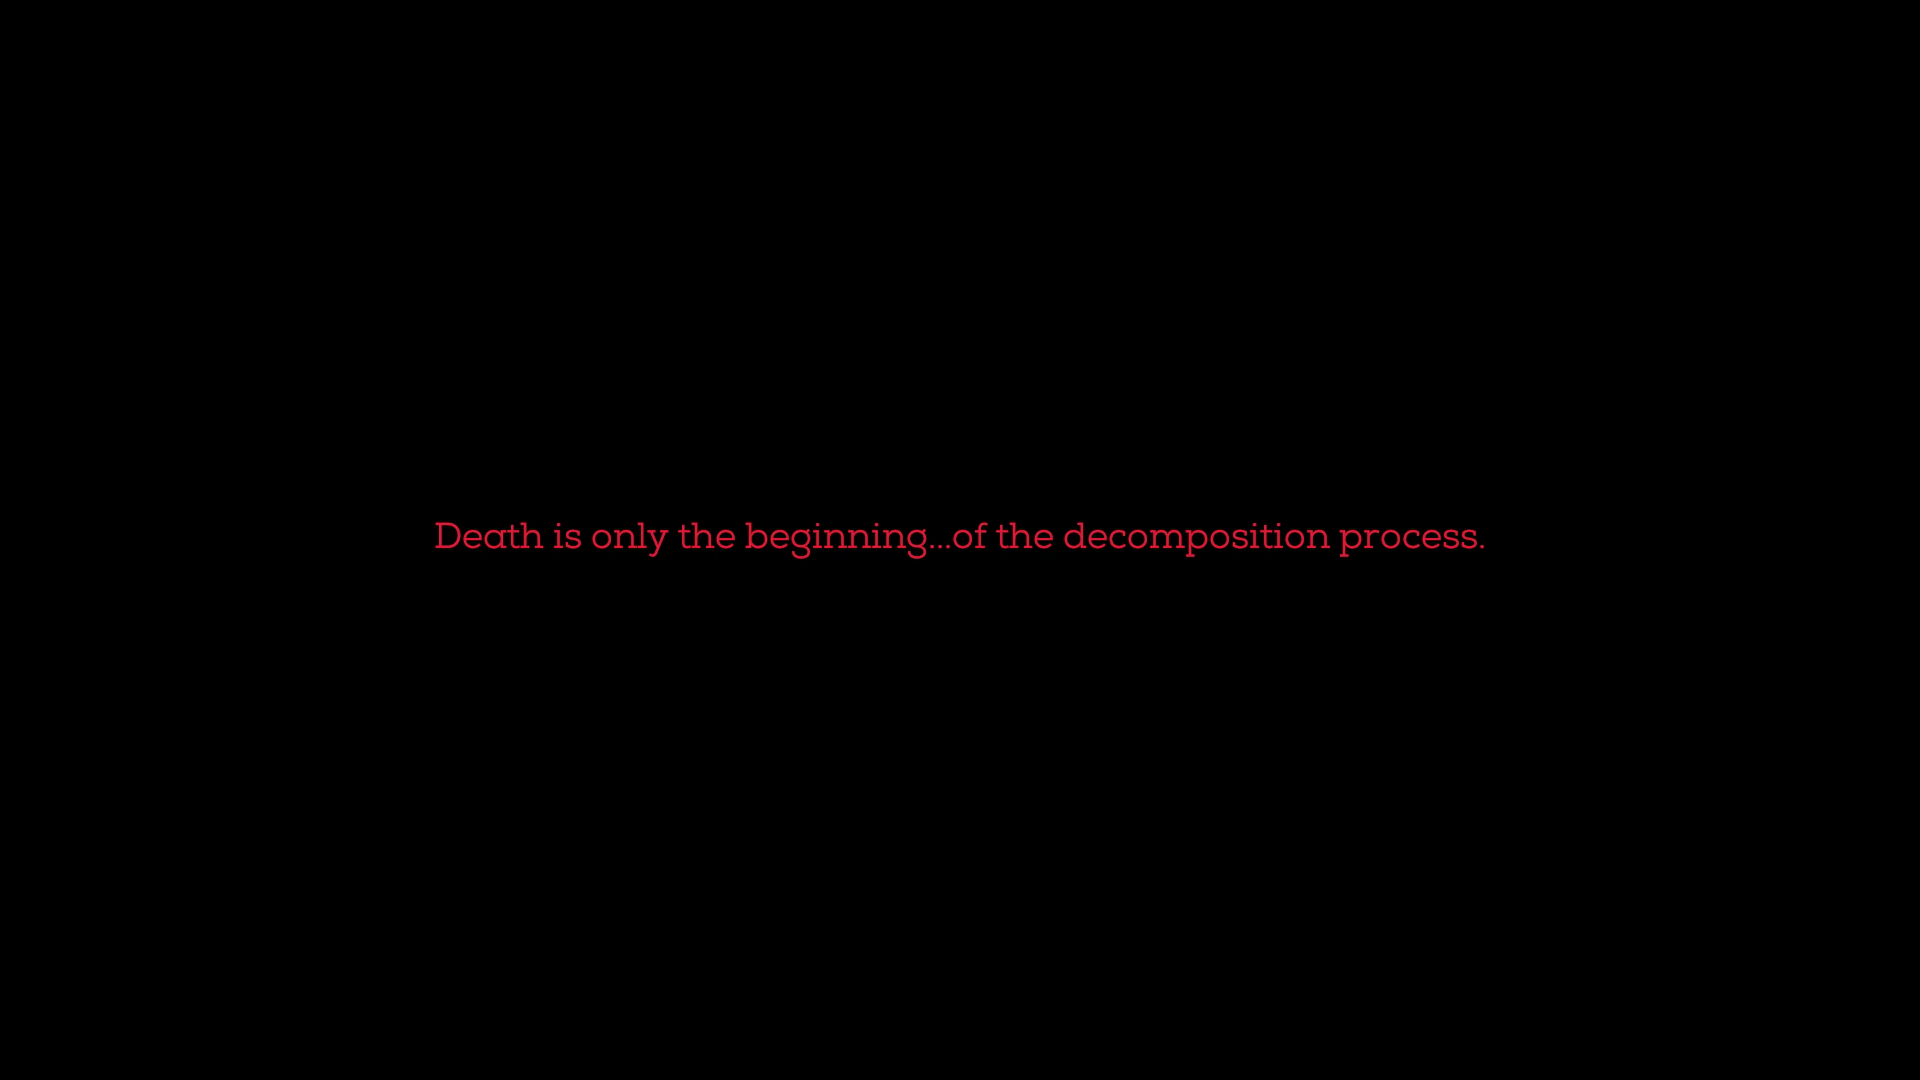 Death is only the beginning...of the decomposition process.